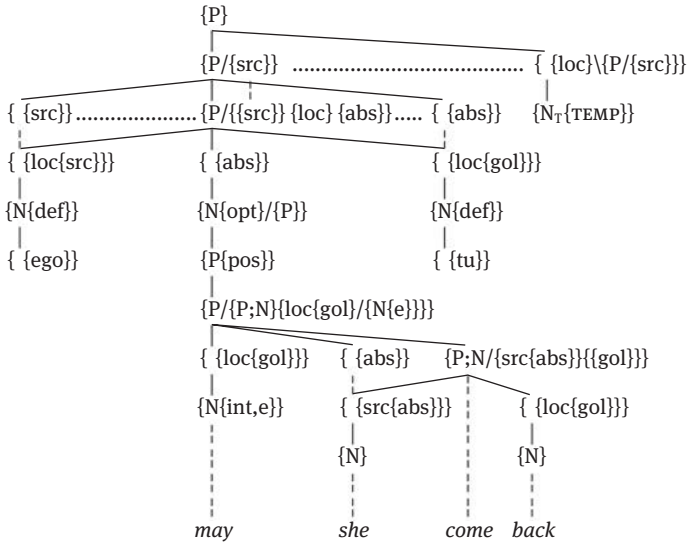 {P}
{P/{src}} ........................................ { {loc}\{P/{src}}}
{ {src}}.....................{P/{{src}} {loc} {abs}}..... { {abs}} {N_T{TEMP}}
{ {loc{src}}} { {abs}} { {loc{gol}}}
{N{def}} {N{opt}/{P}} {N{def}}
{ {ego}} {P{pos}} { {tu}}
{P/{P;N}{loc{gol}/{N{e}}}}
{ {loc{gol}}} { {abs}} {P;N/{src{abs}}{{gol}}}
{N{int,e}} { {src{abs}}} { {loc{gol}}}
{N} {N}
may she come back